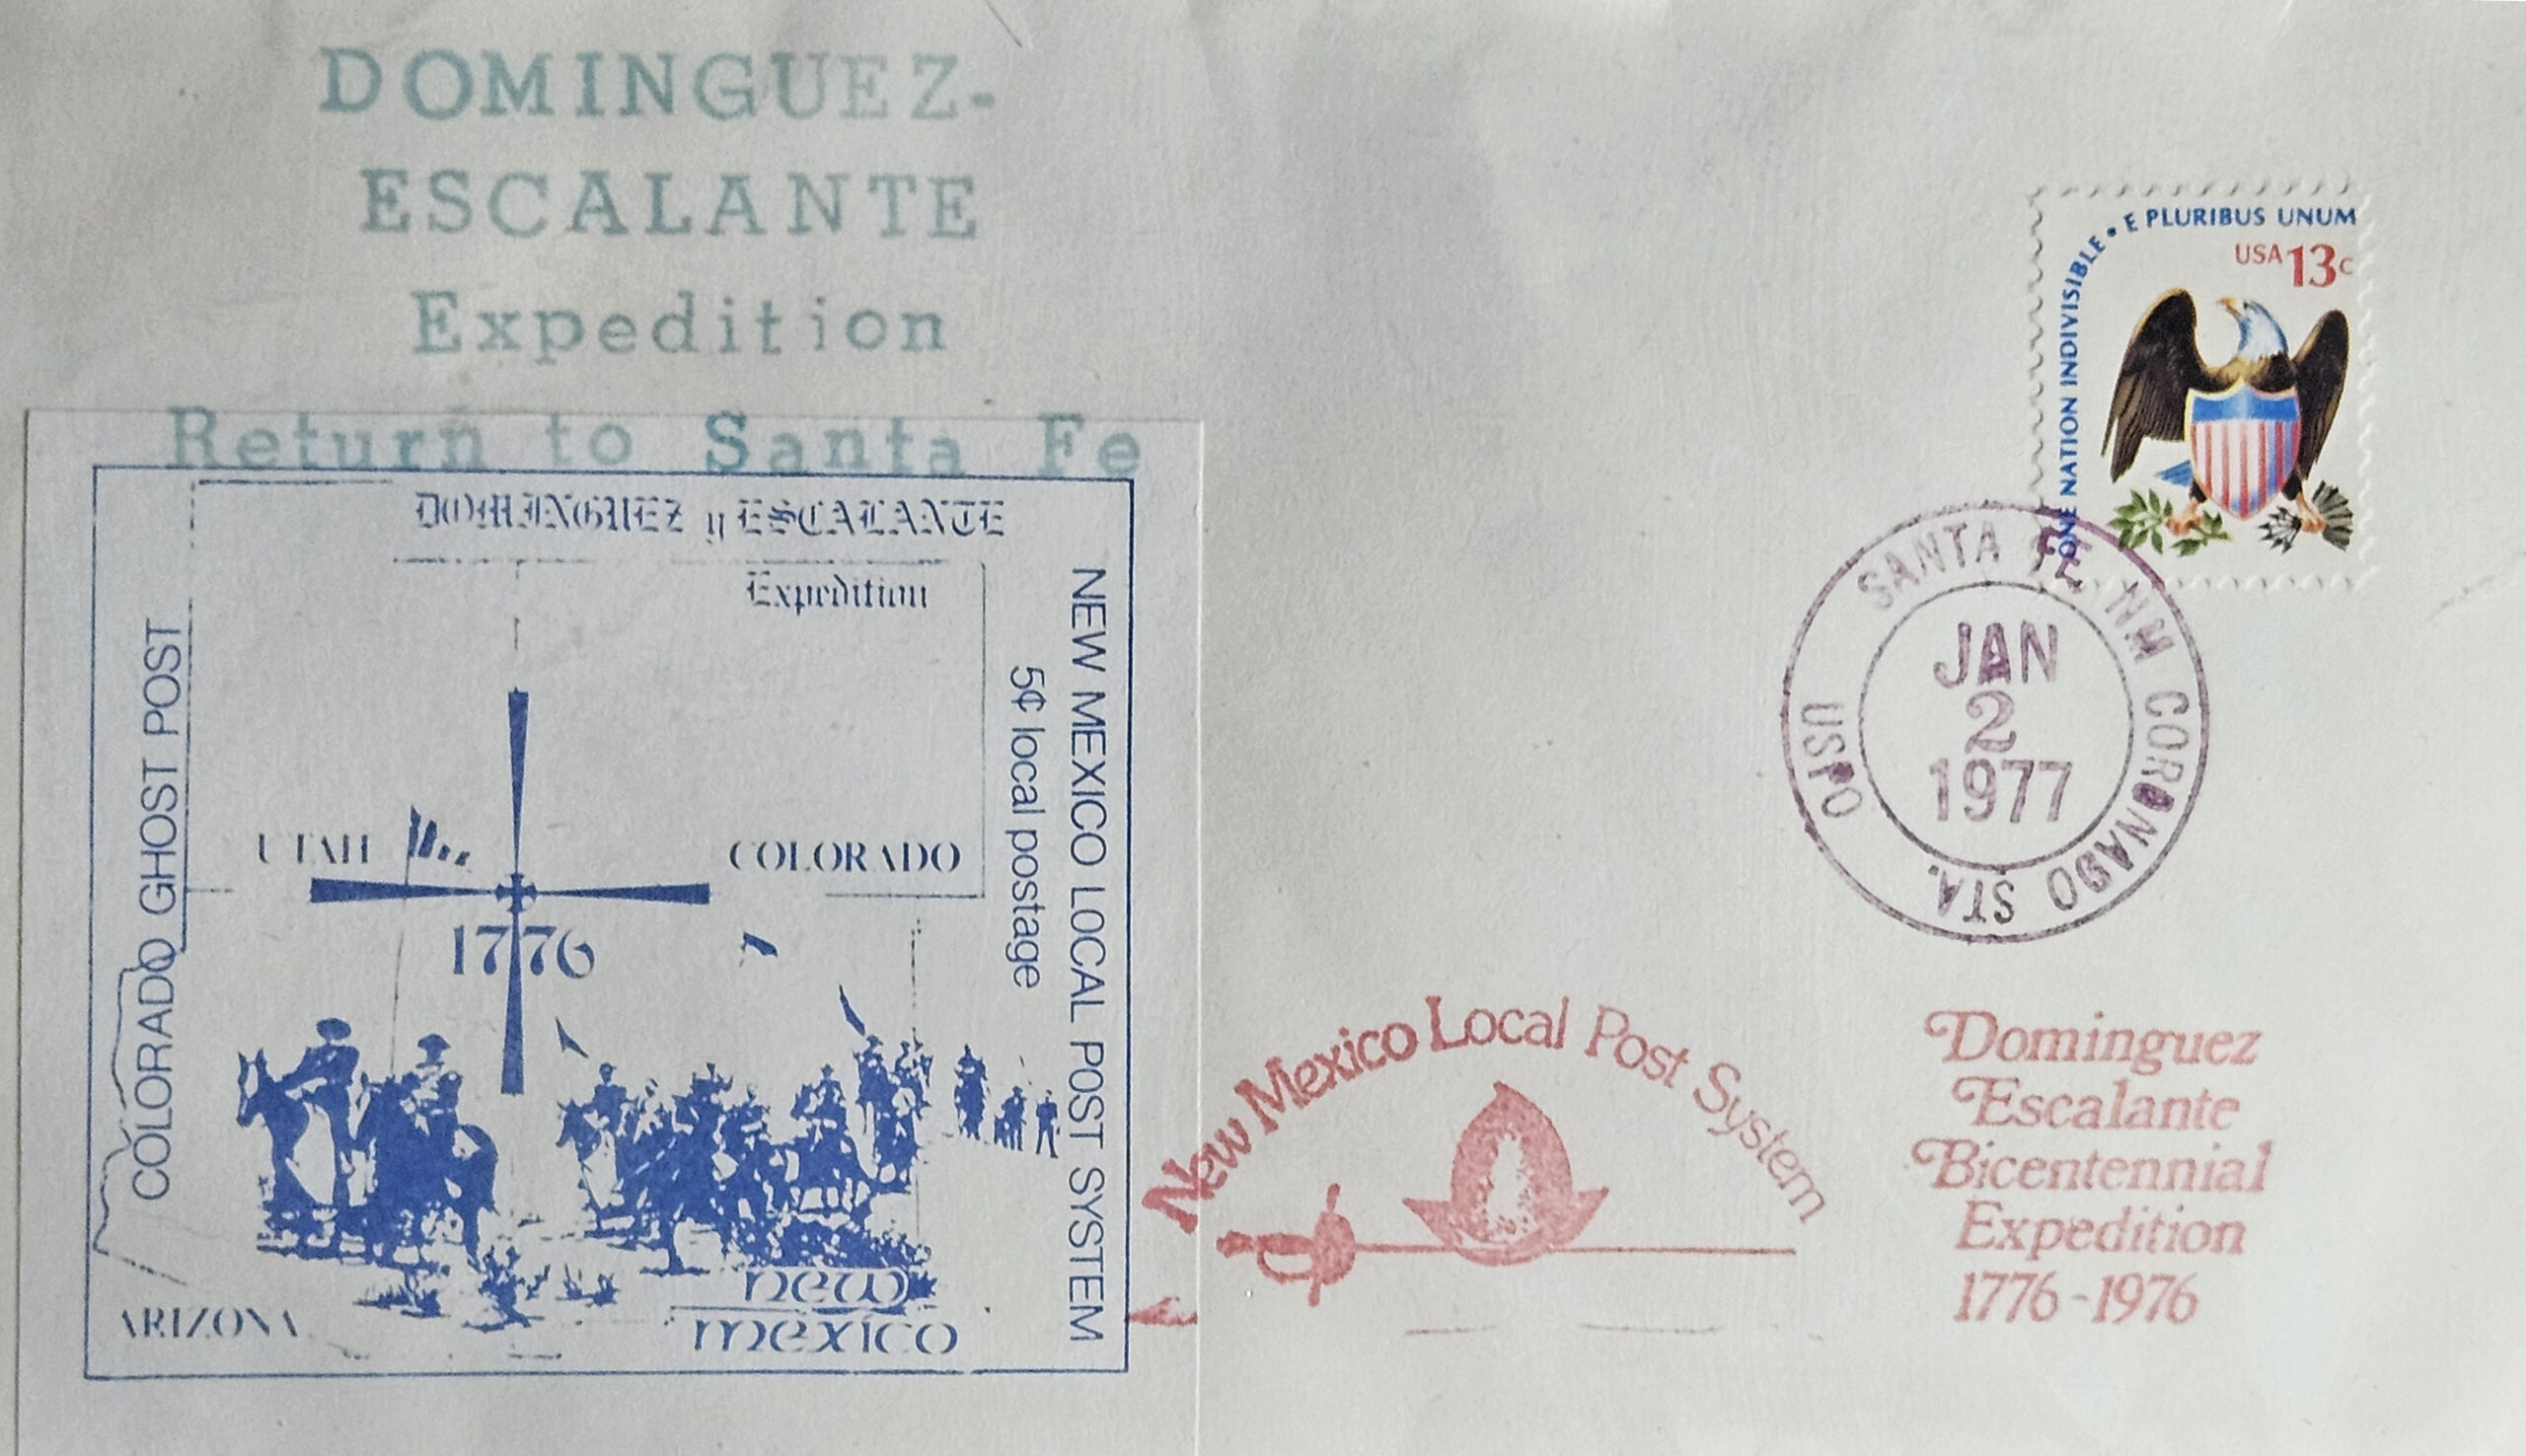 DOMINGUEZ-
ESCALANTE
Expedition
Return to Santa Fe
DOMINGUEZ y ESCALANTE
Expedition
COLORADO GHOST POST
NEW MEXICO LOCAL POST SYSTEM
5¢ local postage
UTAH
COLORADO
1776
ARIZONA
new
mexico
ONE NATION INDIVISIBLE • E PLURIBUS UNUM
USA 13c
SANTA FE NM CORONADO STA.
USPO
JAN
2
1977
New Mexico Local Post System
Dominguez
Escalante
Bicentennial
Expedition
1776-1976